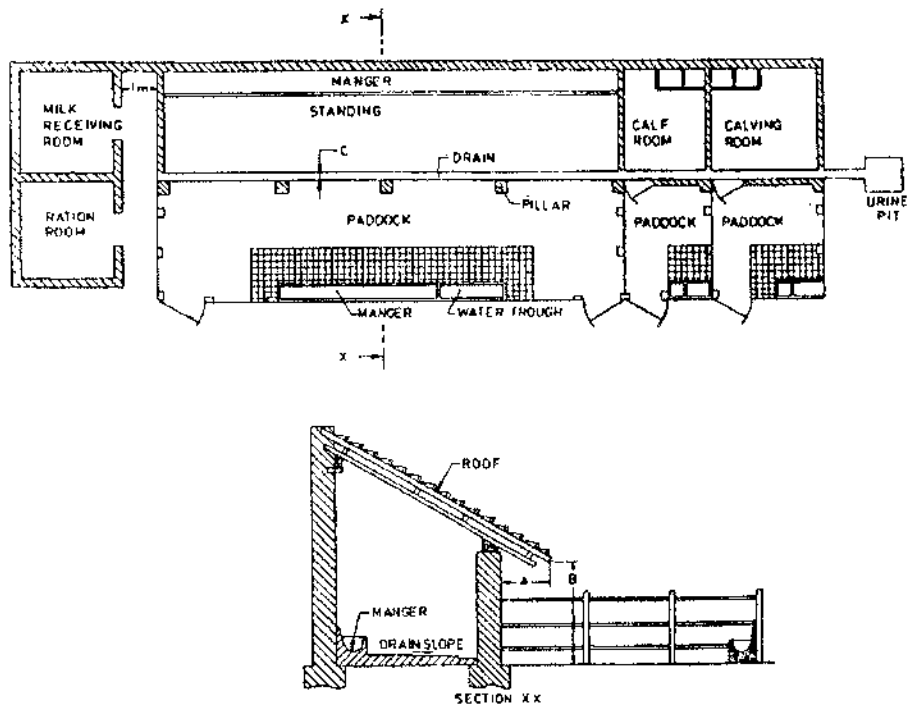 X
MANGER
1m
STANDING
MILK
RECEIVING
ROOM
CALF
ROOM
CALVING
ROOM
C
DRAIN
URINE
PIT
PILLAR
RATION
ROOM
PADDOCK
PADDOCK
PADDOCK
MANGER
WATER TROUGH
X
ROOF
A
B
MANGER
DRAIN SLOPE
SECTION XX